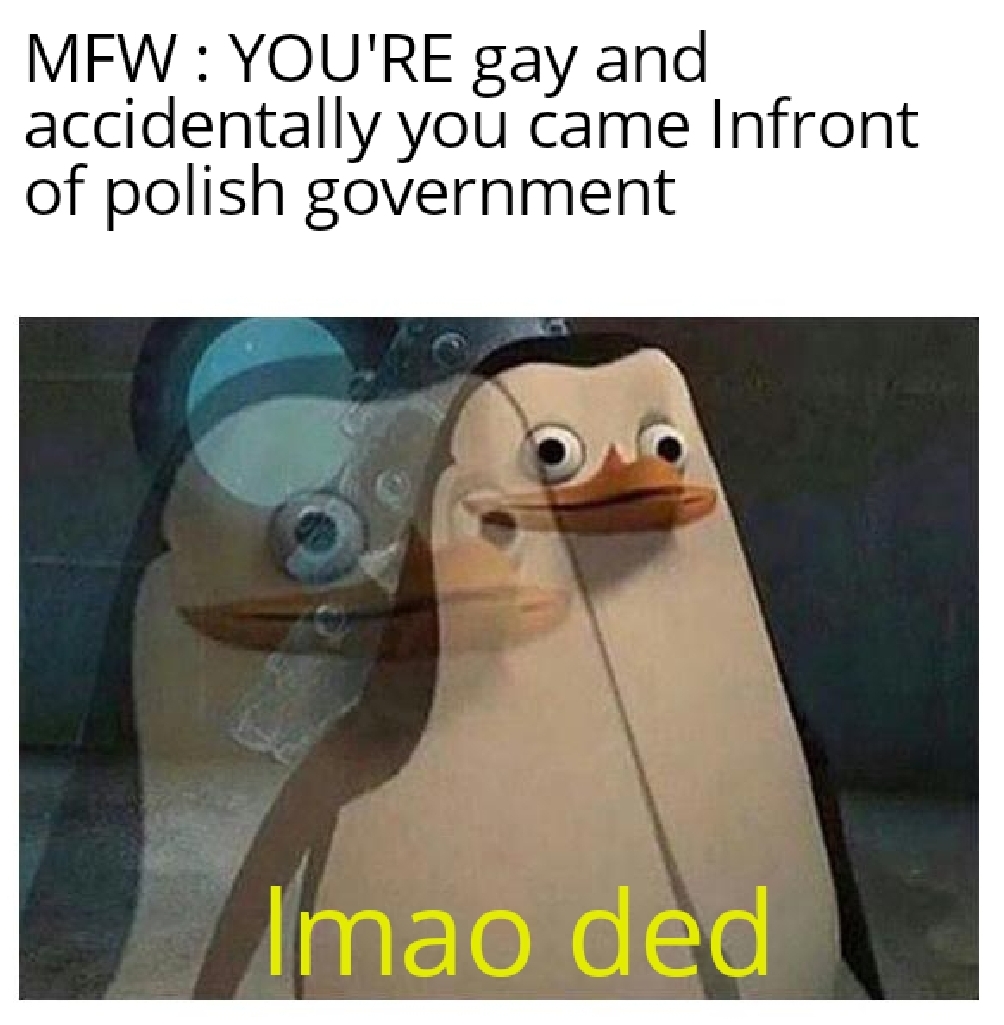 MFW : YOU'RE gay and
accidentally you came Infront
of polish government
lmao ded